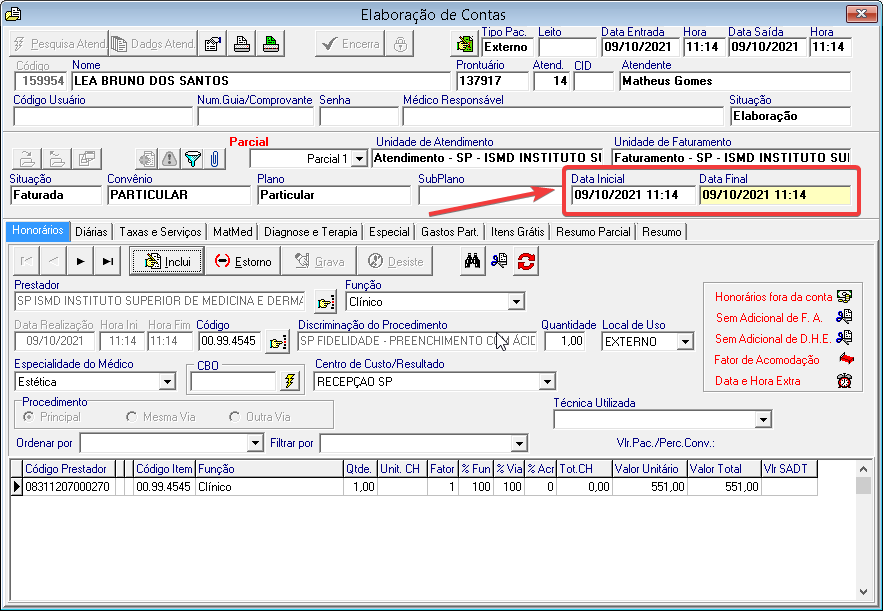 Elaboração de Contas
Pesquisa Atend. Dados Atend. Encerra
Tipo Pac. Leito Data Entrada Hora Data Saída Hora
Externo 09/10/2021 11:14 09/10/2021 11:14
Código Nome Prontuário Atend. CID Atendente
159954 LEA BRUNO DOS SANTOS 137917 14 Matheus Gomes
Código Usuário Num.Guia/Comprovante Senha Médico Responsável Situação
Elaboração
Parcial Unidade de Atendimento Unidade de Faturamento
Parcial 1 Atendimento - SP - ISMD INSTITUTO SU Faturamento - SP - ISMD INSTITUTO SUI
Situação Convênio Plano SubPlano Data Inicial Data Final
Faturada PARTICULAR Particular 09/10/2021 11:14 09/10/2021 11:14
Honorários Diárias Taxas e Serviços MatMed Diagnose e Terapia Especial Gastos Part. Itens Grátis Resumo Parcial Resumo
Inclui Estorno Grava Desiste
Prestador Função
SP ISMD INSTITUTO SUPERIOR DE MEDICINA E DERMA Clínico
Honorários fora da conta
Sem Adicional de F. A.
Sem Adicional de D.H.E.
Fator de Acomodação
Data e Hora Extra
Data Realização Hora Ini Hora Fim Código Discriminação do Procedimento Quantidade Local de Uso
09/10/2021 11:14 11:14 00.99.4545 SP FIDELIDADE - PREENCHIMENTO COM ÁCIE 1,00 EXTERNO
Especialidade do Médico CBO Centro de Custo/Resultado
Estética RECEPÇAO SP
Procedimento Técnica Utilizada
Principal Mesma Via Outra Via
Ordenar por Filtrar por Vlr.Pac./Perc.Conv.:
Código Prestador Código Item Função Qtde. Unit. CH Fator % Fun % Via % Acr Tot.CH Valor Unitário Valor Total Vlr SADT
08311207000270 00.99.4545 Clínico 1,00 1 100 100 0 0,00 551,00 551,00